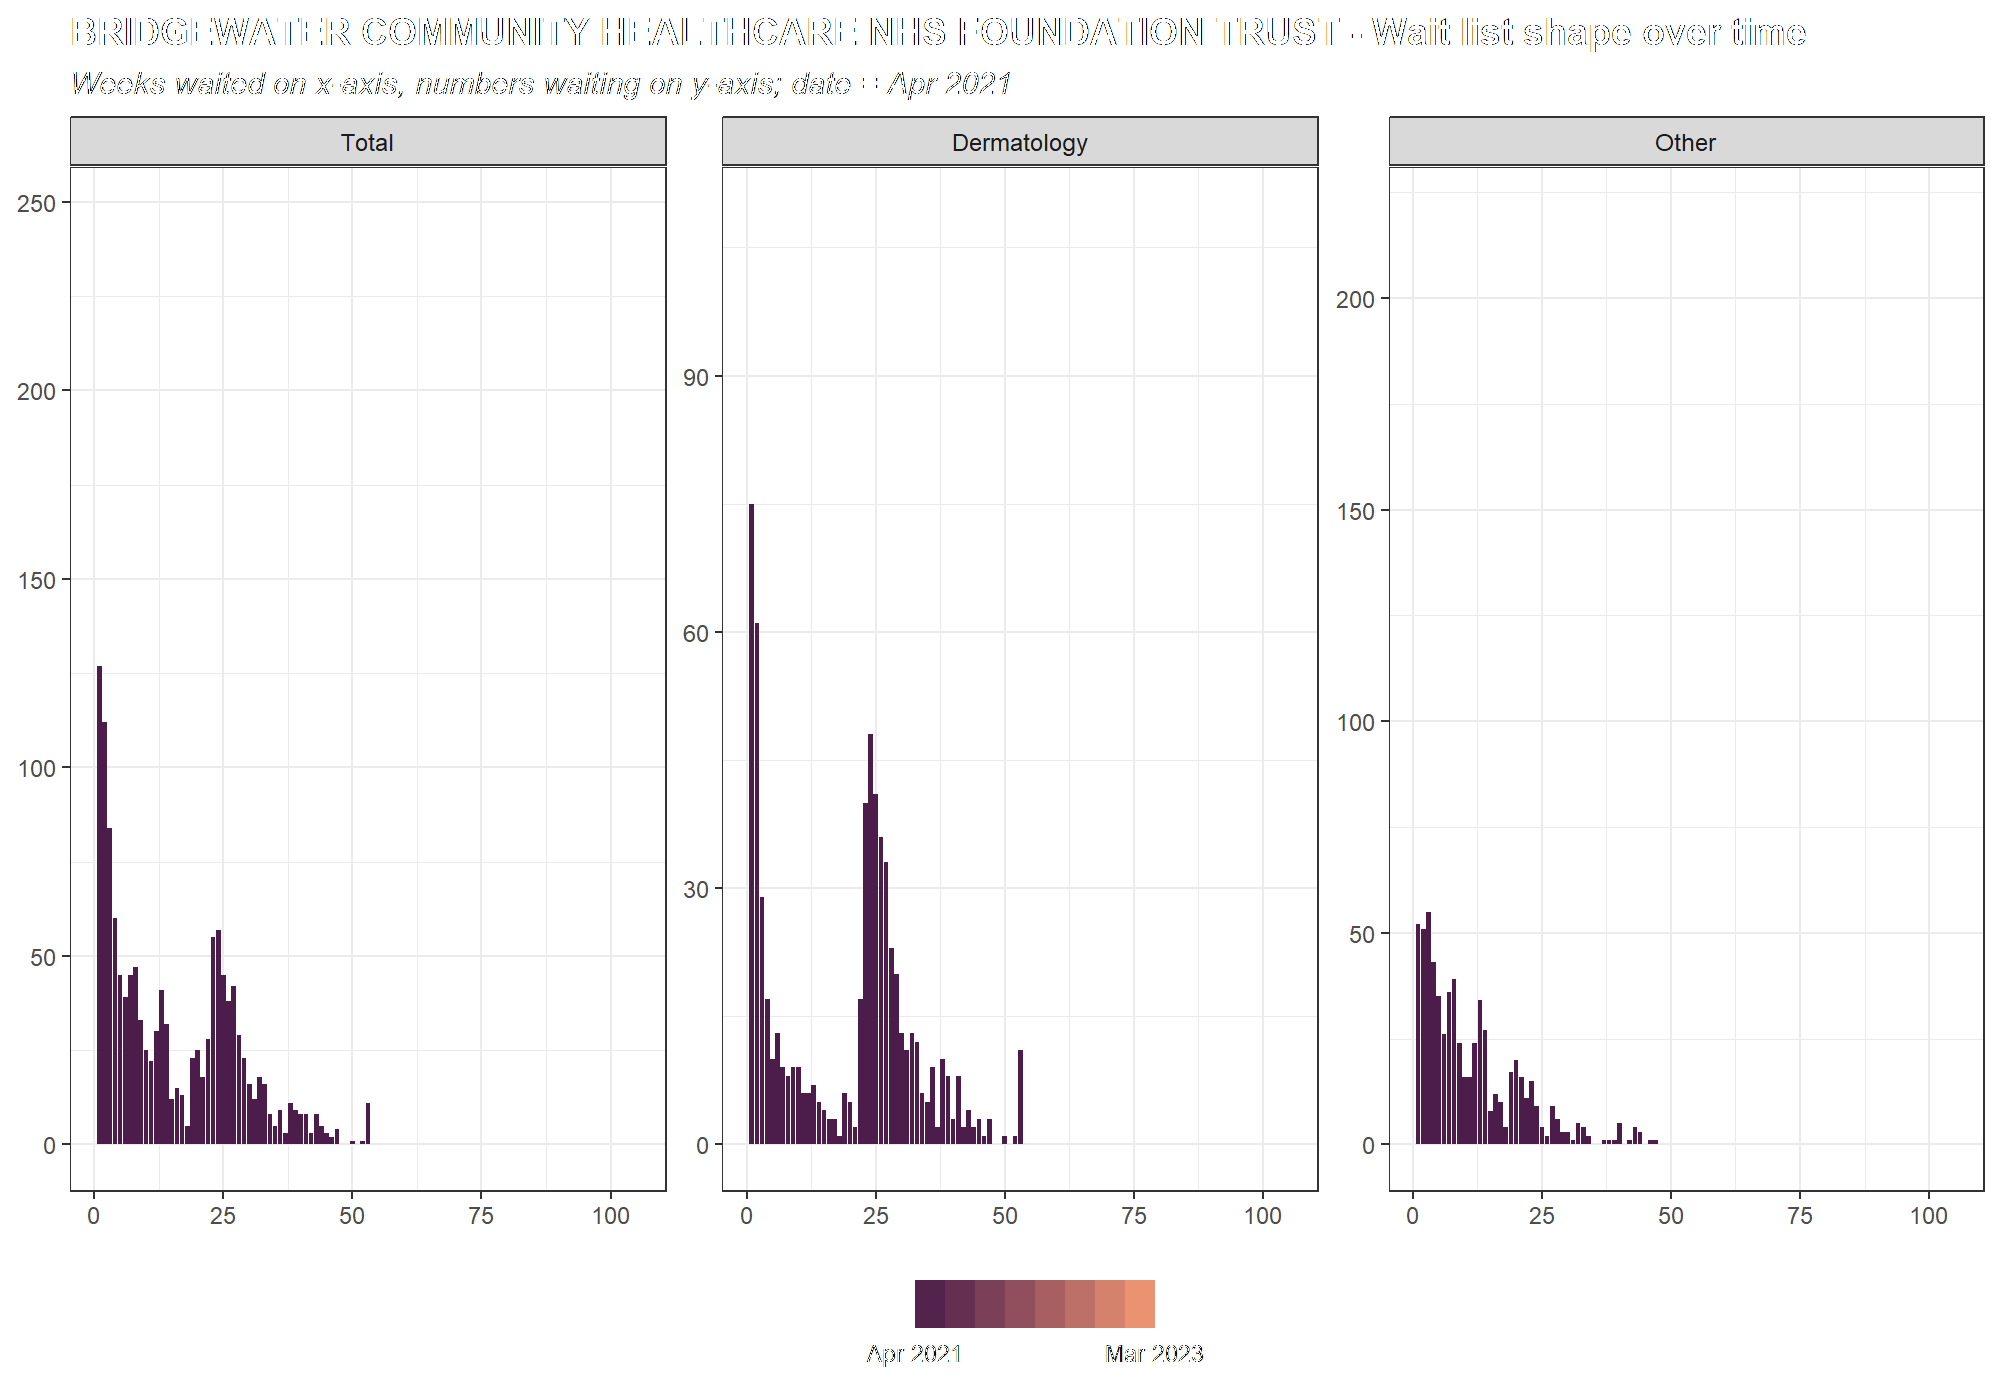 BRIDGEWATER COMMUNITY HEALTHCARE NHS FOUNDATION TRUST - Wait list shape over time
Weeks waited on x-axis, numbers waiting on y-axis; date = Apr 2021
Total
Dermatology
Other
250
200
150
100
50
0
90
60
30
0
200
150
100
50
0
0 25 50 75 100
0 25 50 75 100
0 25 50 75 100
Apr 2021
Mar 2023